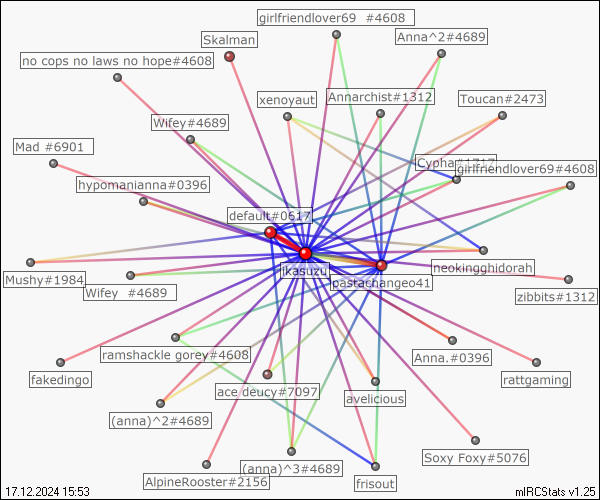 girlfriendlover69 #4608
Skalman
Anna^2#4689
no cops no laws no hope#4608
xenoyaut
Annarchist#1312
Toucan#2473
Wifey#4689
Mad #6901
Cypha#1717
girlfriendlover69#4608
hypomanianna#0396
default#0617
jkasuzu
neokingghidorah
Mushy#1984
pastachangeo41
Wifey #4689
zibbits#1312
ramshackle gorey#4608
Anna.#0396
fakedingo
rattgaming
ace deucy#7097
avelicious
(anna)^2#4689
Soxy Foxy#5076
(anna)^3#4689
AlpineRooster#2156
frisout
17.12.2024 15:53
mIRCStats v1.25